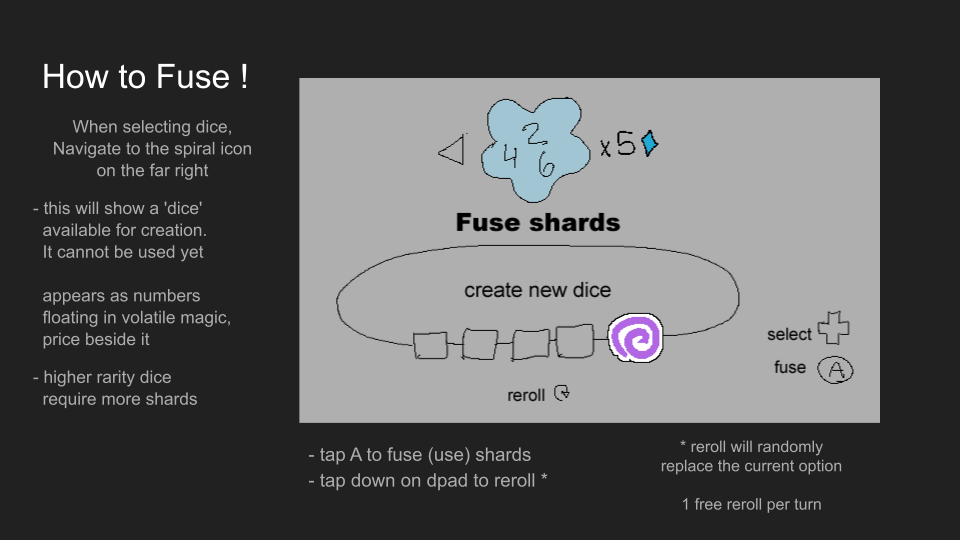 How to Fuse !
When selecting dice,
Navigate to the spiral icon
on the far right
- this will show a 'dice'
available for creation.
It cannot be used yet
appears as numbers
floating in volatile magic,
price beside it
- higher rarity dice
require more shards
2
4 6
x5
Fuse shards
create new dice
select
fuse A
reroll
- tap A to fuse (use) shards
- tap down on dpad to reroll *
* reroll will randomly
replace the current option
1 free reroll per turn